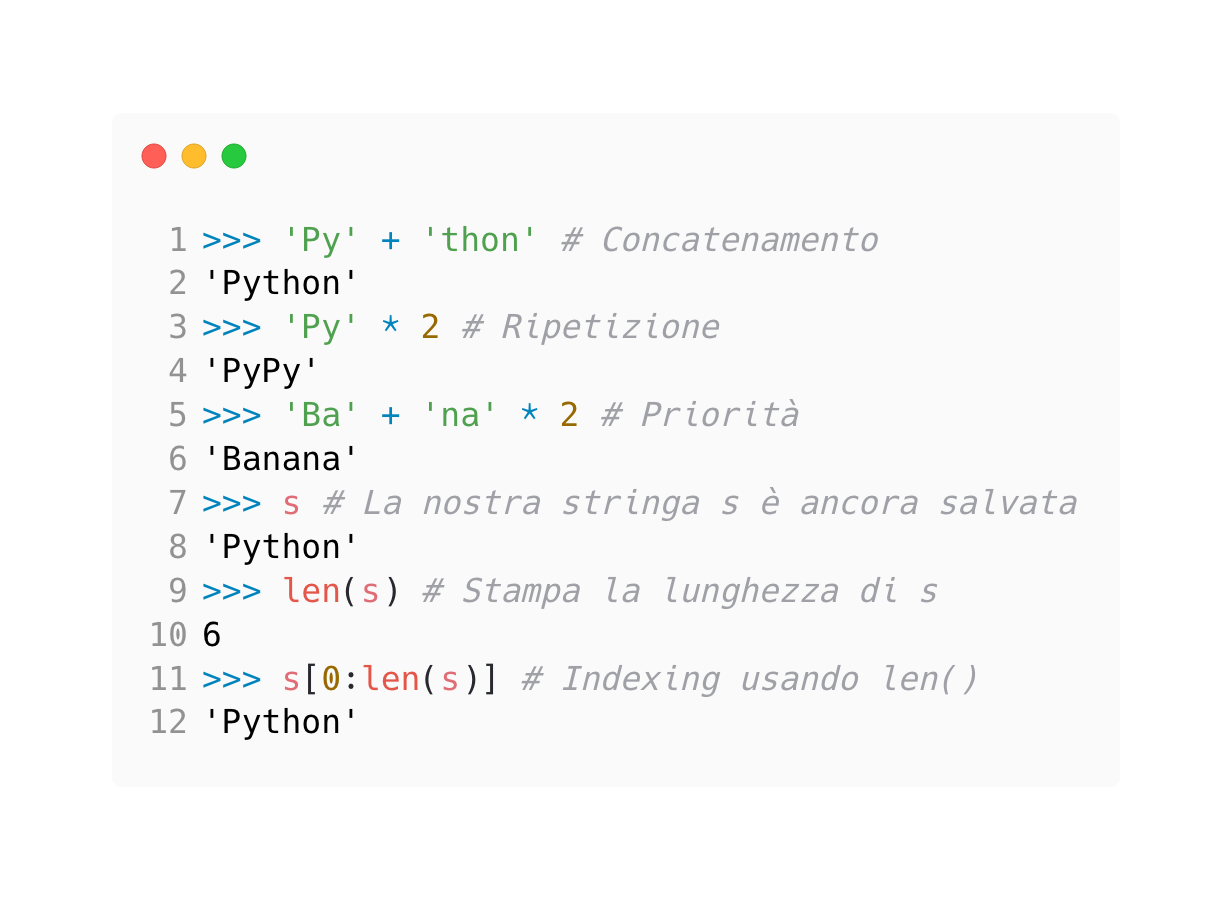 1 >>> 'Py' + 'thon' # Concatenamento
2 'Python'
3 >>> 'Py' * 2 # Ripetizione
4 'PyPy'
5 >>> 'Ba' + 'na' * 2 # Priorità
6 'Banana'
7 >>> s # La nostra stringa s è ancora salvata
8 'Python'
9 >>> len(s) # Stampa la lunghezza di s
10 6
11 >>> s[0:len(s)] # Indexing usando len()
12 'Python'